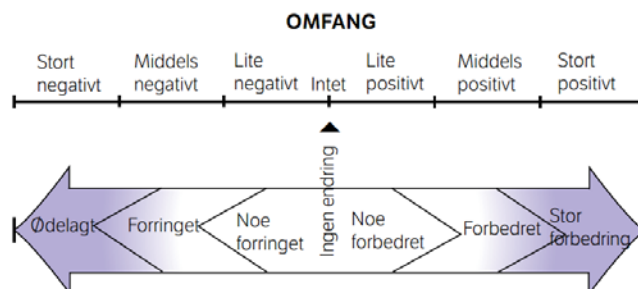 OMFANG
Stort
negativt
Middels
negativt
Lite
negativt
Intet
Lite
positivt
Middels
positivt
Stort
positivt
Ødelagt
Forringet
Noe
forringet
Ingen endring
Noe
forbedret
Forbedret
Stor
forbedring